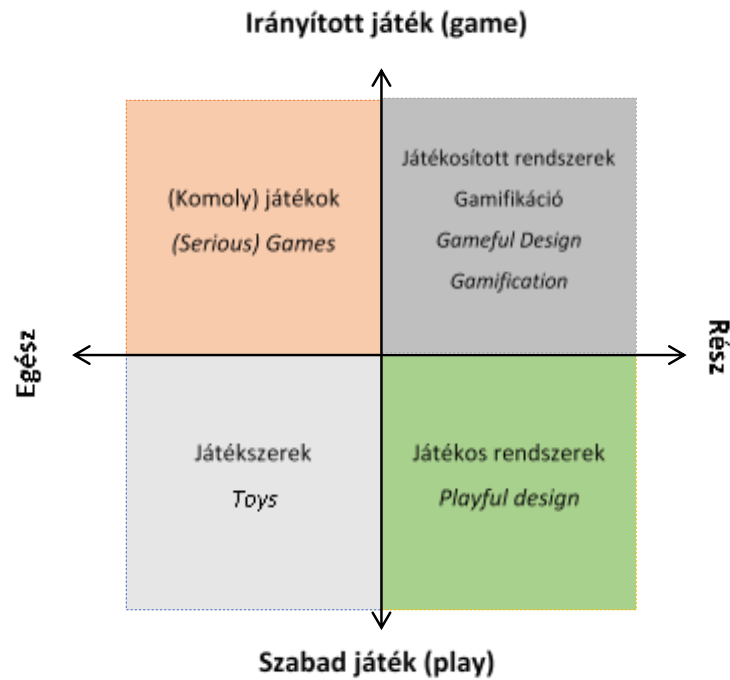 Irányított játék (game)
(Komoly) játékok
(Serious) Games
Játékosított rendszerek
Gamifikáció
Gameful Design
Gamification
Egész
Rész
Játékszerek
Toys
Játékos rendszerek
Playful design
Szabad játék (play)